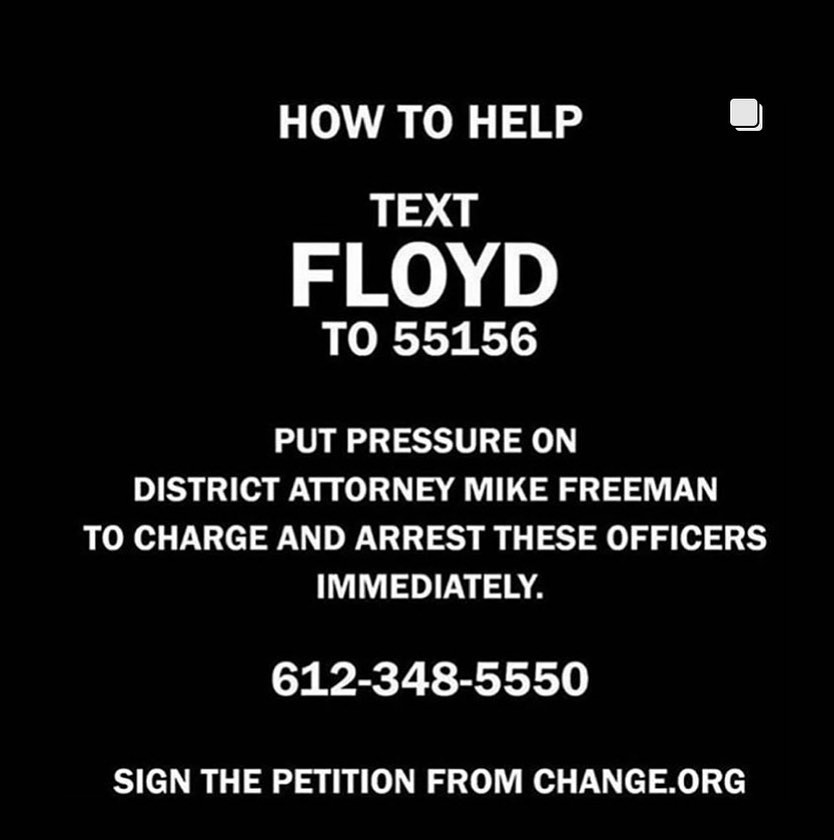 HOW TO HELP
TEXT
FLOYD
TO 55156
PUT PRESSURE ON
DISTRICT ATTORNEY MIKE FREEMAN
TO CHARGE AND ARREST THESE OFFICERS
IMMEDIATELY.
612-348-5550
SIGN THE PETITION FROM CHANGE.ORG